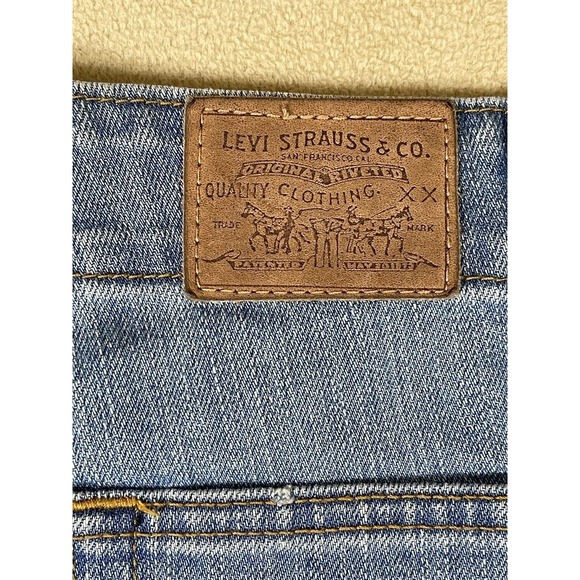 LEVI STRAUSS & CO.
SAN FRANCISCO CAL
ORIGINAL RIVETED
QUALITY CLOTHING. XX
TRADE MARK
PATENTED MAY 20 1873